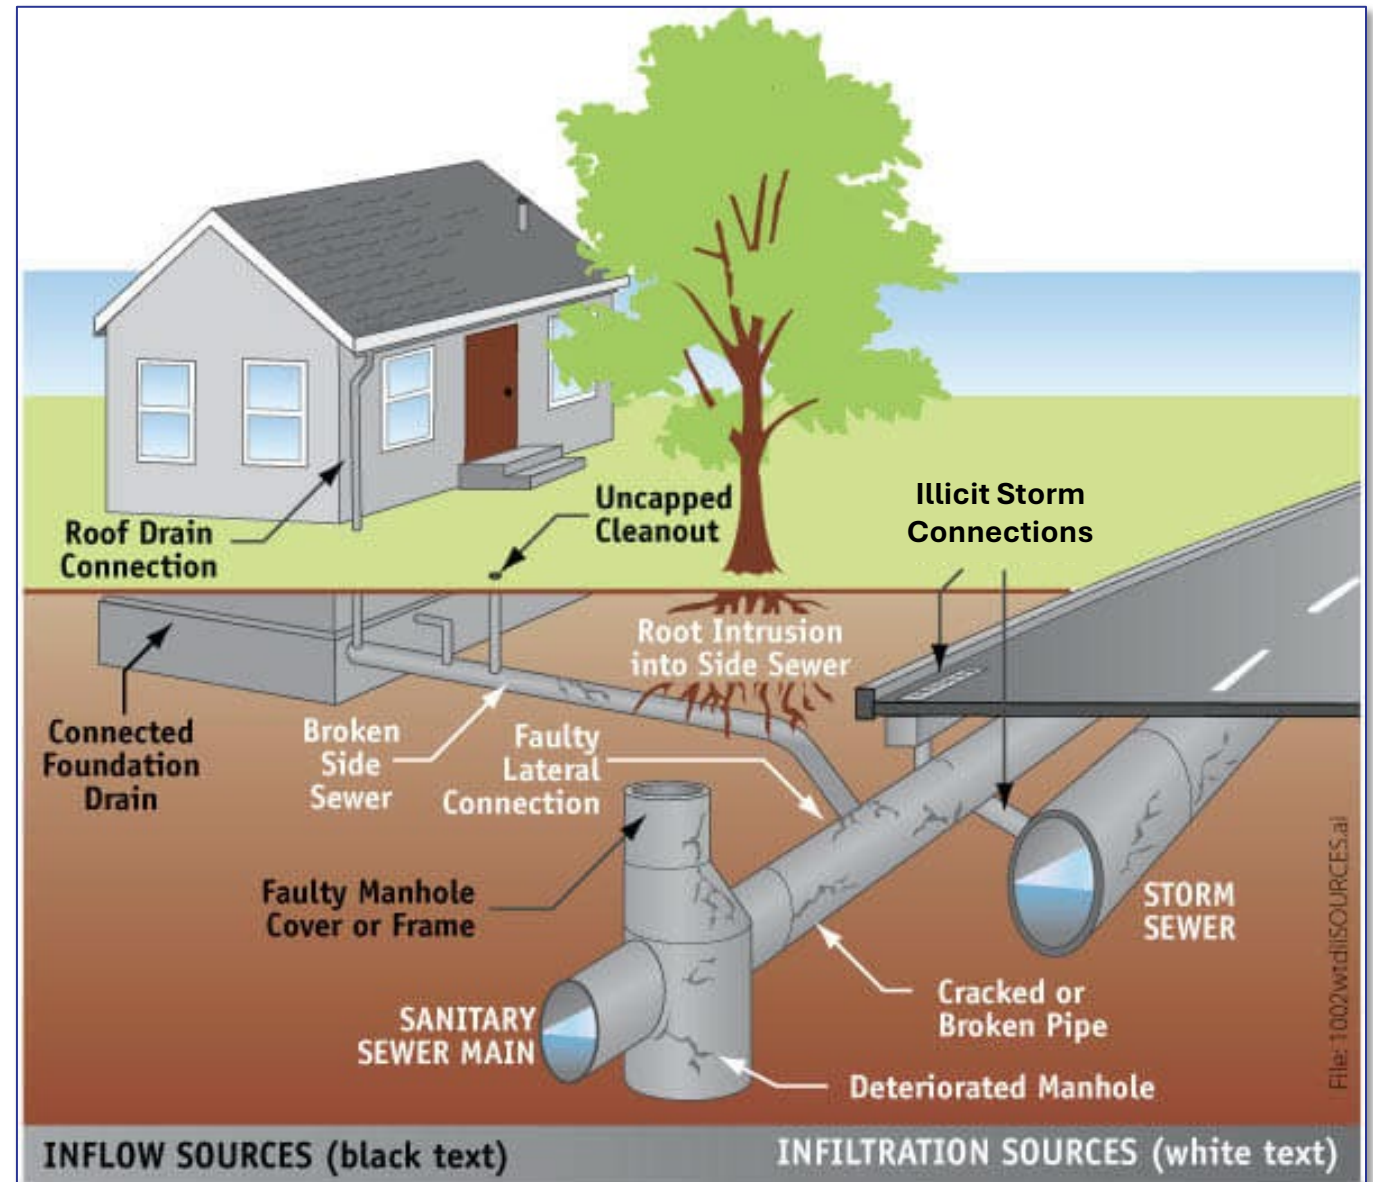 Roof Drain
Connection
Uncapped
Cleanout
Illicit Storm
Connections
Root Intrusion
into Side Sewer
Connected
Foundation
Drain
Broken
Side
Sewer
Faulty
Lateral
Connection
Faulty Manhole
Cover or Frame
STORM
SEWER
SANITARY
SEWER MAIN
Cracked or
Broken Pipe
Deteriorated Manhole
File: 1002wtdiiSOURCES.ai
INFLOW SOURCES (black text)
INFILTRATION SOURCES (white text)